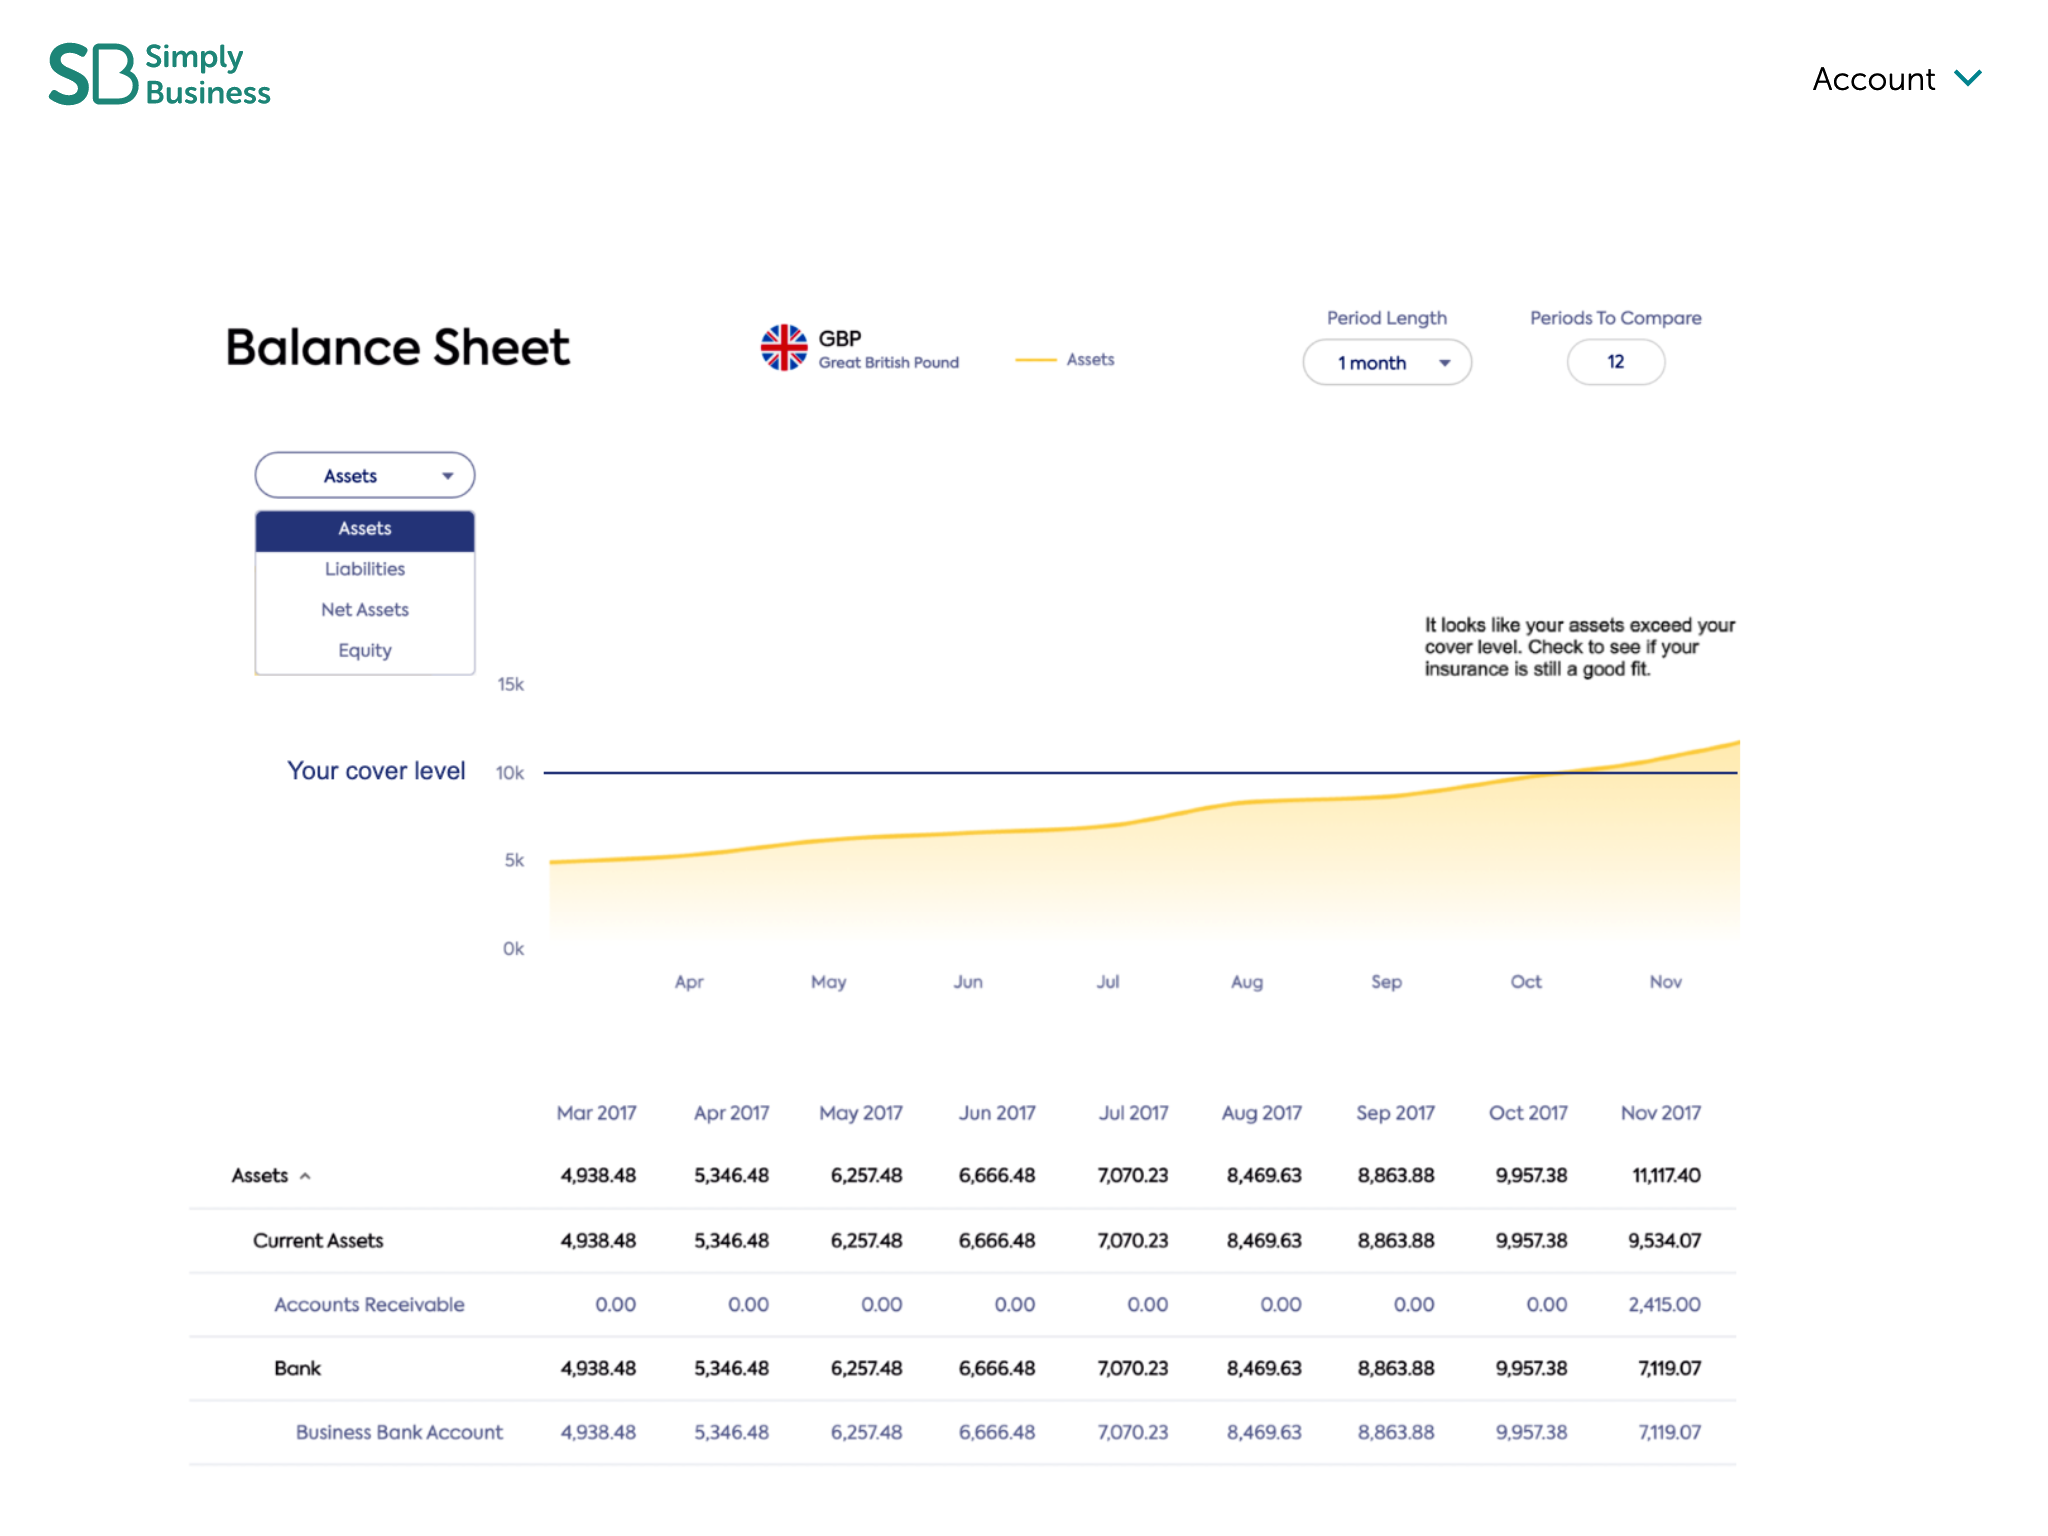 Simply
Business
Account
Balance Sheet
GBP
Great British Pound
Assets
Period Length
1 month
Periods To Compare
12
Assets
Assets
Liabilities
Net Assets
Equity
It looks like your assets exceed your
cover level. Check to see if your
insurance is still a good fit.
15k
Your cover level
10k
5k
0k
Apr May Jun Jul Aug Sep Oct Nov
Mar 2017 Apr 2017 May 2017 Jun 2017 Jul 2017 Aug 2017 Sep 2017 Oct 2017 Nov 2017
Assets 4,938.48 5,346.48 6,257.48 6,666.48 7,070.23 8,469.63 8,863.88 9,957.38 11,117.40
Current Assets 4,938.48 5,346.48 6,257.48 6,666.48 7,070.23 8,469.63 8,863.88 9,957.38 9,534.07
Accounts Receivable 0.00 0.00 0.00 0.00 0.00 0.00 0.00 0.00 2,415.00
Bank 4,938.48 5,346.48 6,257.48 6,666.48 7,070.23 8,469.63 8,863.88 9,957.38 7,119.07
Business Bank Account 4,938.48 5,346.48 6,257.48 6,666.48 7,070.23 8,469.63 8,863.88 9,957.38 7,119.07